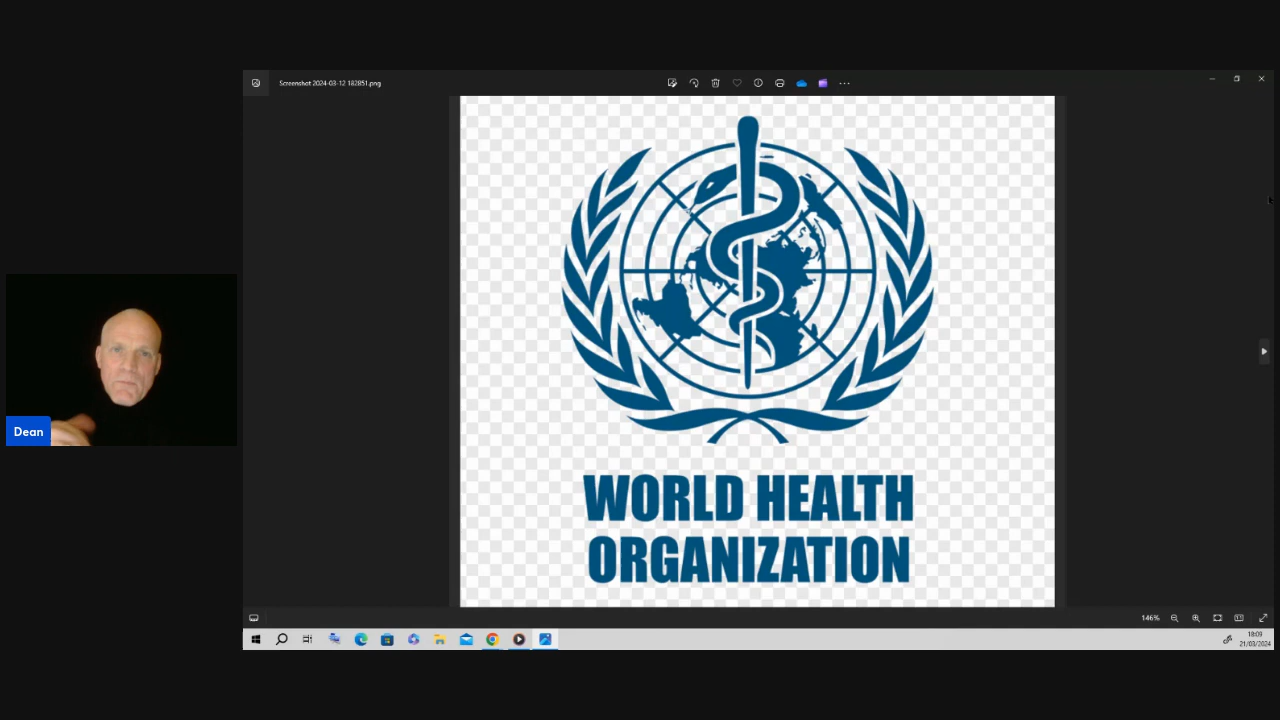 Screenshot 2024-03-12 182851.png
Dean
WORLD HEALTH
ORGANIZATION
146%
18:09
21/03/2024